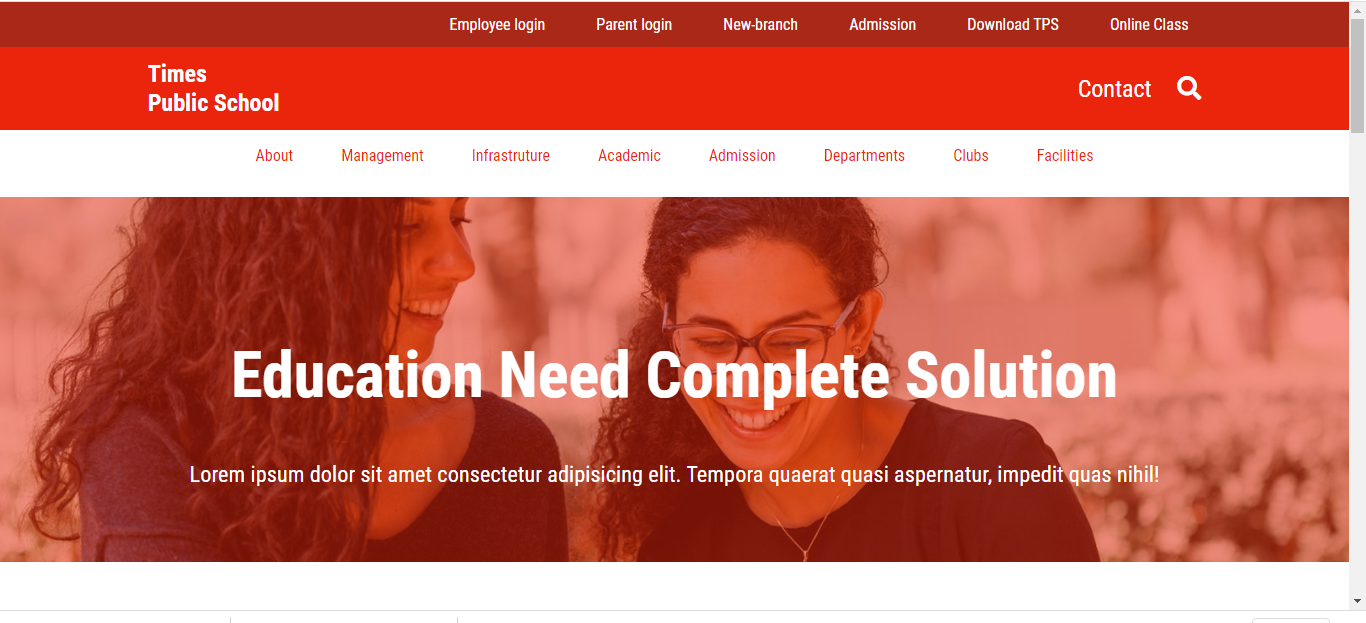 Employee login Parent login New-branch Admission Download TPS Online Class
Times
Public School
Contact
About Management Infrastruture Academic Admission Departments Clubs Facilities
Education Need Complete Solution
Lorem ipsum dolor sit amet consectetur adipisicing elit. Tempora quaerat quasi aspernatur, impedit quas nihil!